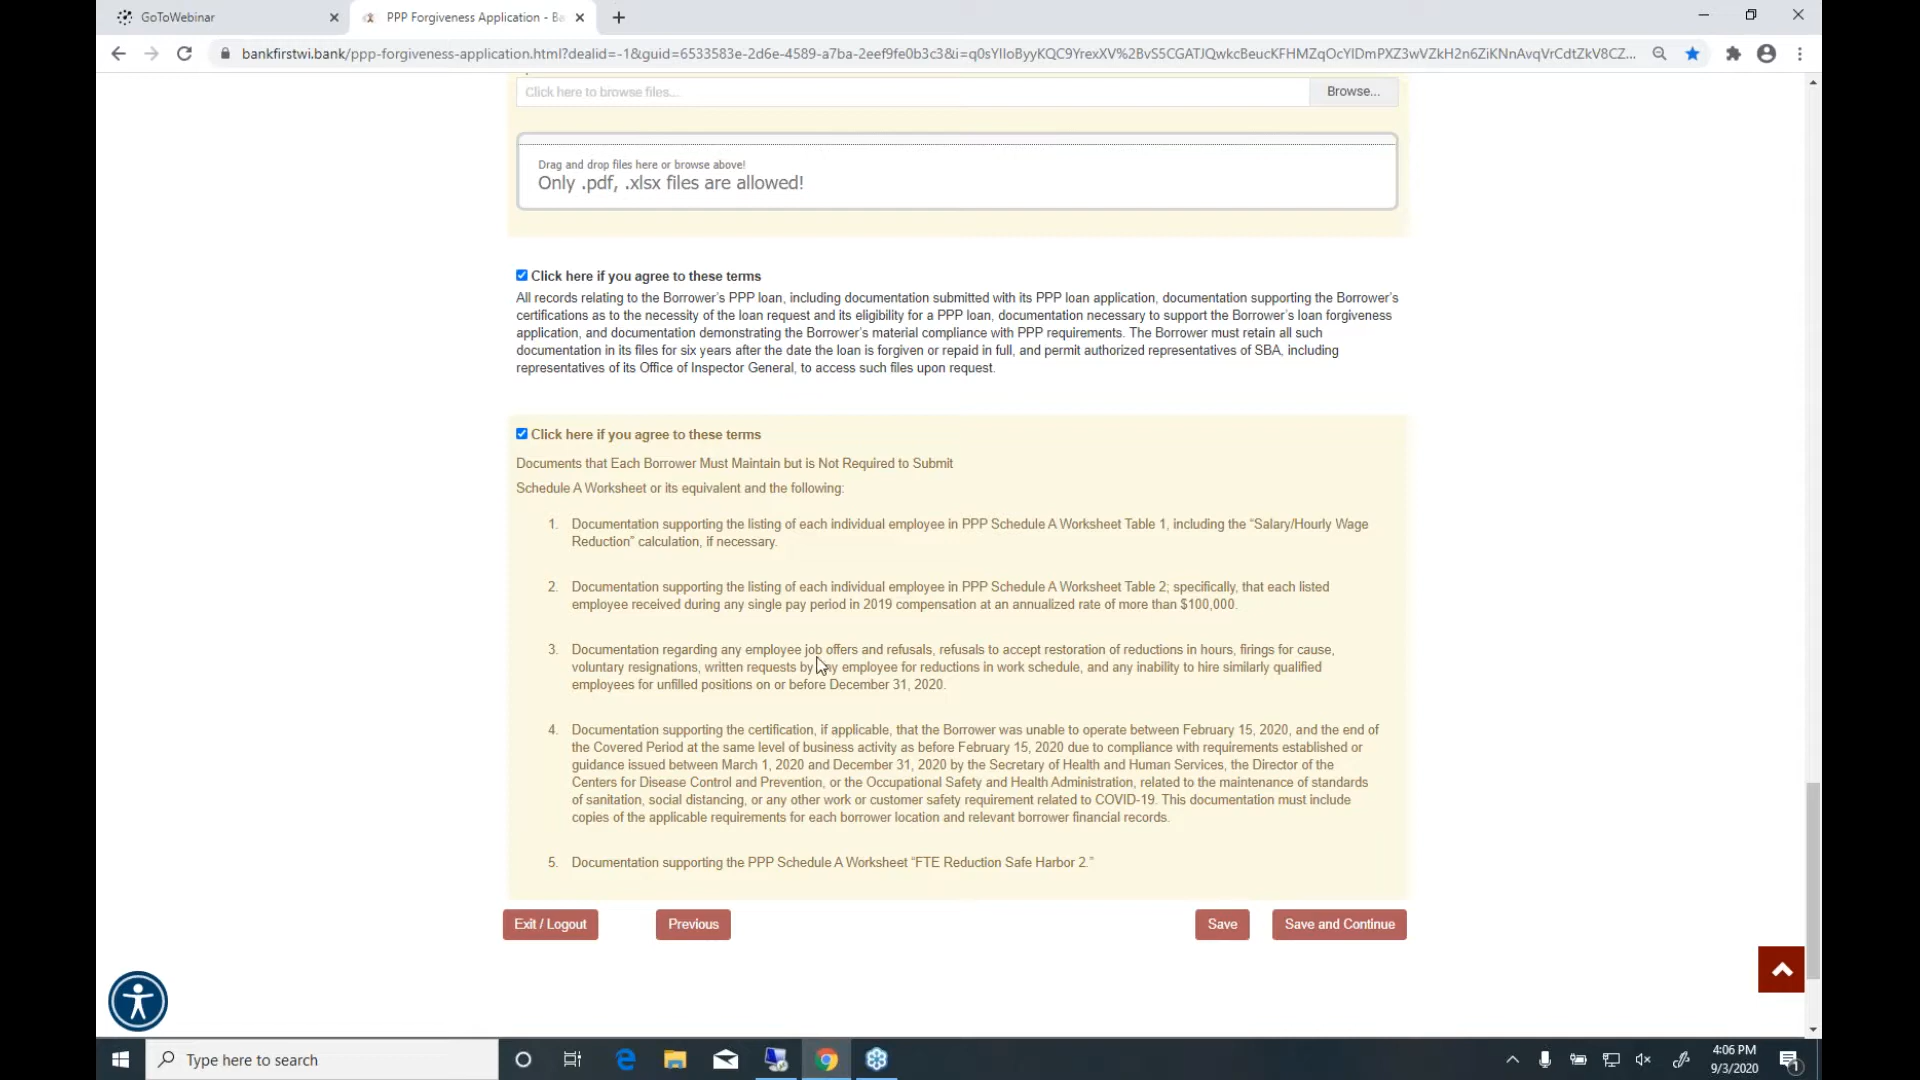 GoToWebinar
PPP Forgiveness Application - Ba
bankfirstwi.bank/ppp-forgiveness-application.html?dealid=-1&guid=6533583e-2d6e-4589-a7ba-2eef9fe0b3c3&i=q0sYIIoByyKQC9YrexXV%2BvS5CGATJQwkcBeucKFHMZqOcYIDmPXZ3wVZkH2n6ZiKNnAvqVrCdtZkV8CZ...
Click here to browse files...
Browse...
Drag and drop files here or browse above!
Only .pdf, .xlsx files are allowed!
Click here if you agree to these terms
All records relating to the Borrower's PPP loan, including documentation submitted with its PPP loan application, documentation supporting the Borrower's
certifications as to the necessity of the loan request and its eligibility for a PPP loan, documentation necessary to support the Borrower's loan forgiveness
application, and documentation demonstrating the Borrower's material compliance with PPP requirements. The Borrower must retain all such
documentation in its files for six years after the date the loan is forgiven or repaid in full, and permit authorized representatives of SBA, including
representatives of its Office of Inspector General, to access such files upon request.
Click here if you agree to these terms
Documents that Each Borrower Must Maintain but is Not Required to Submit
Schedule A Worksheet or its equivalent and the following:
1. Documentation supporting the listing of each individual employee in PPP Schedule A Worksheet Table 1, including the “Salary/Hourly Wage
Reduction” calculation, if necessary.
2. Documentation supporting the listing of each individual employee in PPP Schedule A Worksheet Table 2; specifically, that each listed
employee received during any single pay period in 2019 compensation at an annualized rate of more than $100,000.
3. Documentation regarding any employee job offers and refusals, refusals to accept restoration of reductions in hours, firings for cause,
voluntary resignations, written requests by any employee for reductions in work schedule, and any inability to hire similarly qualified
employees for unfilled positions on or before December 31, 2020.
4. Documentation supporting the certification, if applicable, that the Borrower was unable to operate between February 15, 2020, and the end of
the Covered Period at the same level of business activity as before February 15, 2020 due to compliance with requirements established or
guidance issued between March 1, 2020 and December 31, 2020 by the Secretary of Health and Human Services, the Director of the
Centers for Disease Control and Prevention, or the Occupational Safety and Health Administration, related to the maintenance of standards
of sanitation, social distancing, or any other work or customer safety requirement related to COVID-19. This documentation must include
copies of the applicable requirements for each borrower location and relevant borrower financial records.
5. Documentation supporting the PPP Schedule A Worksheet “FTE Reduction Safe Harbor 2.”
Exit / Logout
Previous
Save
Save and Continue
Type here to search
4:06 PM
9/3/2020
1